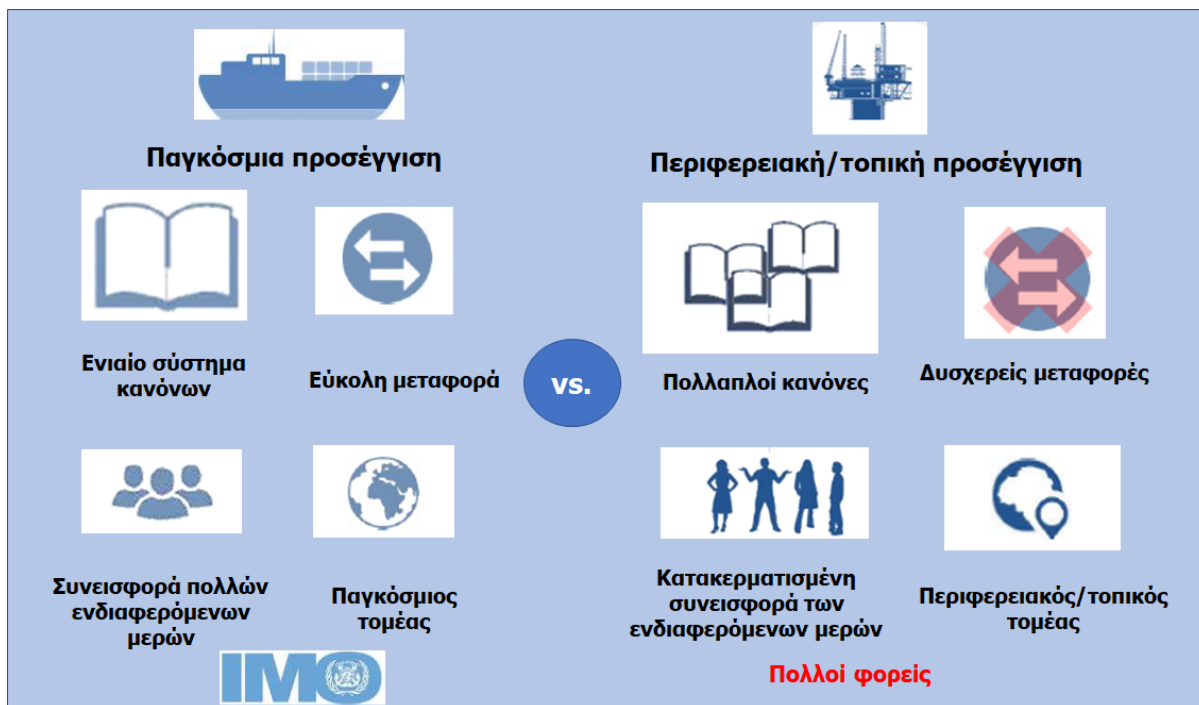 Παγκόσμια προσέγγιση
Ενιαίο σύστημα
κανόνων
Εύκολη μεταφορά
Συνεισφορά πολλών
ενδιαφερόμενων
μερών
Παγκόσμιος
τομέας
IMO
vs.
Περιφερειακή/τοπική προσέγγιση
Πολλαπλοί κανόνες
Δυσχερείς μεταφορές
Κατακερματισμένη
συνεισφορά των
ενδιαφερόμενων μερών
Περιφερειακός/τοπικός
τομέας
Πολλοί φορείς